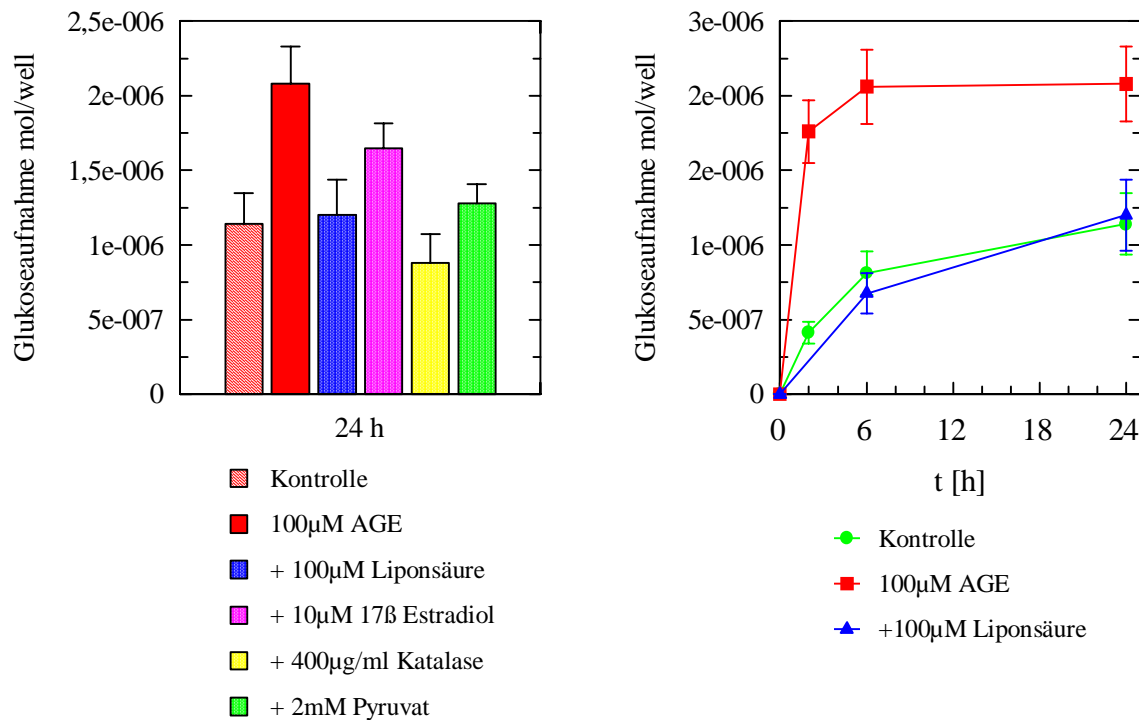 Glukoseaufnahme mol/well
2,5e-006
2e-006
1,5e-006
1e-006
5e-007
0
24 h
Kontrolle
100µM AGE
+ 100µM Liponsäure
+ 10µM 17ß Estradiol
+ 400µg/ml Katalase
+ 2mM Pyruvat
Glukoseaufnahme mol/well
3e-006
2e-006
2e-006
1e-006
5e-007
0
0 6 12 18 24
t [h]
Kontrolle
100µM AGE
+100µM Liponsäure